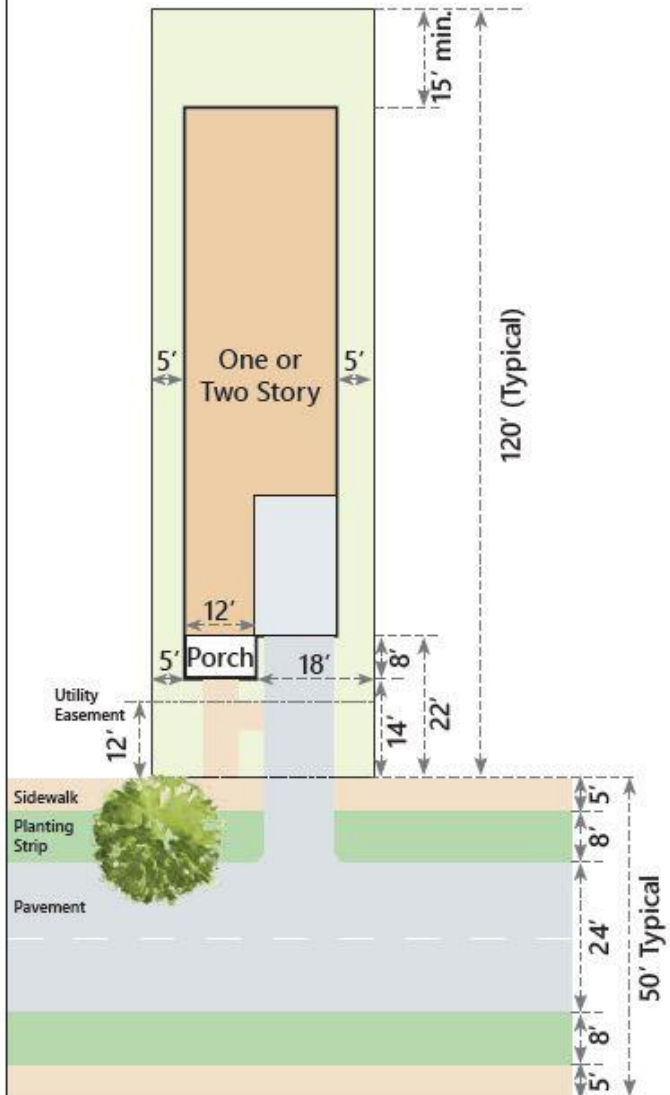 15’ min.
120’ (Typical)
5’
One or
Two Story
5’
12’
5’
Porch
18’
8’
Utility
Easement
12’
14’
22’
Sidewalk
5’
Planting
Strip
8’
Pavement
24’
50’ Typical
8’
5’